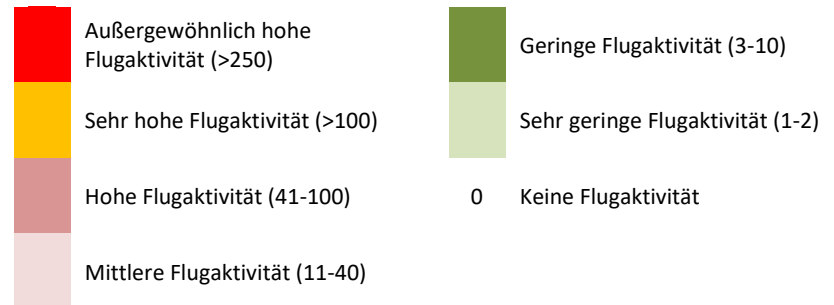 Außergewöhnlich hohe
Flugaktivität (>250)
Sehr hohe Flugaktivität (>100)
Hohe Flugaktivität (41-100)
Mittlere Flugaktivität (11-40)
Geringe Flugaktivität (3-10)
Sehr geringe Flugaktivität (1-2)
0 Keine Flugaktivität